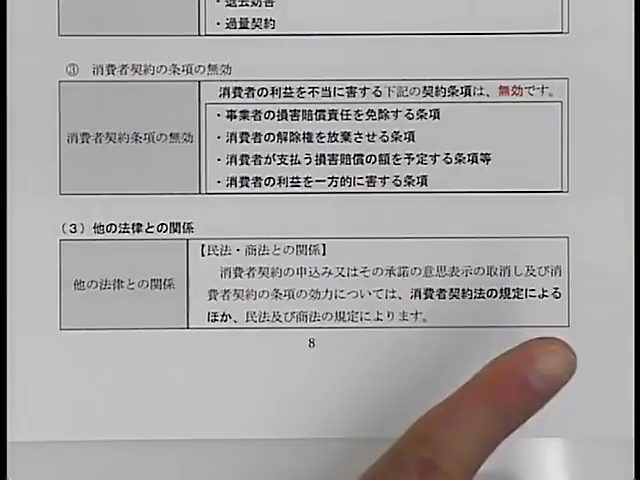 ・退去妨害
・過量契約
③ 消費者契約の条項の無効
消費者契約条項の無効
消費者の利益を不当に害する下記の契約条項は、無効です。
・事業者の損害賠償責任を免除する条項
・消費者の解除権を放棄させる条項
・消費者が支払う損害賠償の額を予定する条項等
・消費者の利益を一方的に害する条項
(3)他の法律との関係
他の法律との関係
【民法・商法との関係】
消費者契約の申込み又はその承諾の意思表示の取消し及び消
費者契約の条項の効力については、消費者契約法の規定による
ほか、民法及び商法の規定によります。
8